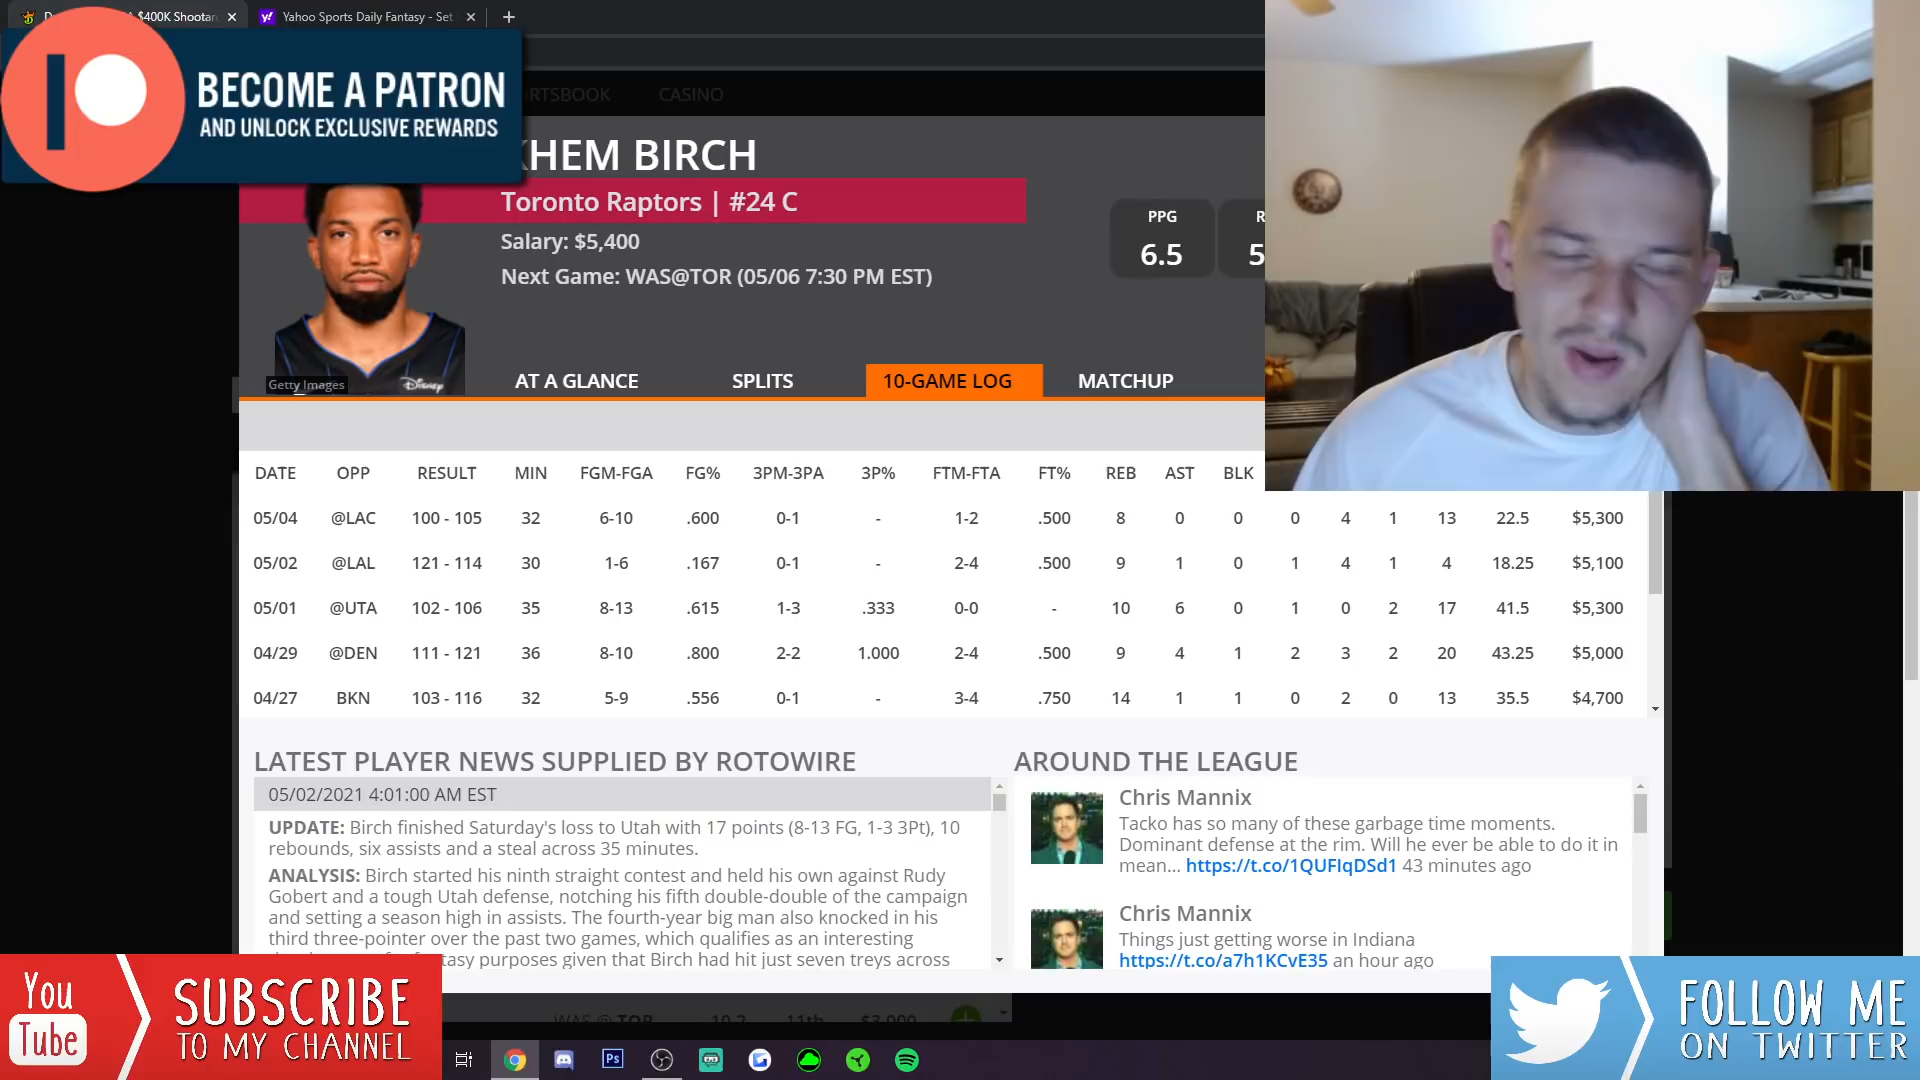 $400K Shootar
Yahoo Sports Daily Fantasy - Set
BECOME A PATRON
AND UNLOCK EXCLUSIVE REWARDS
RTSBOOK CASINO
KHEM BIRCH
Toronto Raptors | #24 C
Salary: $5,400
Next Game: WAS@TOR (05/06 7:30 PM EST)
PPG R
6.5 5
Getty Images
Disney
AT A GLANCE SPLITS 10-GAME LOG MATCHUP
DATE OPP RESULT MIN FGM-FGA FG% 3PM-3PA 3P% FTM-FTA FT% REB AST BLK
05/04 @LAC 100 - 105 32 6-10 .600 0-1 - 1-2 .500 8 0 0 0 4 1 13 22.5 $5,300
05/02 @LAL 121 - 114 30 1-6 .167 0-1 - 2-4 .500 9 1 0 1 4 1 4 18.25 $5,100
05/01 @UTA 102 - 106 35 8-13 .615 1-3 .333 0-0 - 10 6 0 1 0 2 17 41.5 $5,300
04/29 @DEN 111 - 121 36 8-10 .800 2-2 1.000 2-4 .500 9 4 1 2 3 2 20 43.25 $5,000
04/27 BKN 103 - 116 32 5-9 .556 0-1 - 3-4 .750 14 1 1 0 2 0 13 35.5 $4,700
LATEST PLAYER NEWS SUPPLIED BY ROTOWIRE
05/02/2021 4:01:00 AM EST
UPDATE: Birch finished Saturday's loss to Utah with 17 points (8-13 FG, 1-3 3Pt), 10
rebounds, six assists and a steal across 35 minutes.
ANALYSIS: Birch started his ninth straight contest and held his own against Rudy
Gobert and a tough Utah defense, notching his fifth double-double of the campaign
and setting a season high in assists. The fourth-year big man also knocked in his
third three-pointer over the past two games, which qualifies as an interesting
tasy purposes given that Birch had hit just seven treys across
AROUND THE LEAGUE
Chris Mannix
Tacko has so many of these garbage time moments.
Dominant defense at the rim. Will he ever be able to do it in
mean... https://t.co/1QUFIqDSd1 43 minutes ago
Chris Mannix
Things just getting worse in Indiana
https://t.co/a7h1KCvE35 an hour ago
WAS @ TOR 10.2 11th $3,900
You
Tube
SUBSCRIBE
TO MY CHANNEL
Ps
FOLLOW ME
ON TWITTER